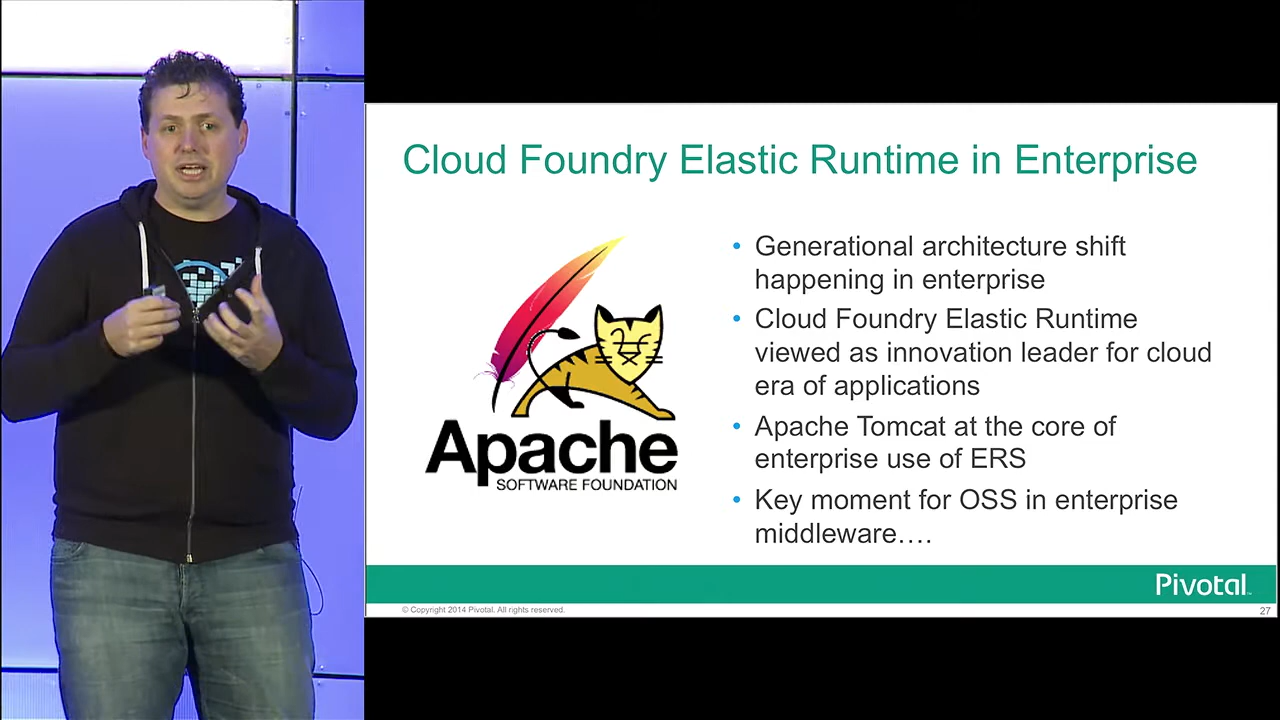 Cloud Foundry Elastic Runtime in Enterprise
Apache
SOFTWARE FOUNDATION
• Generational architecture shift
happening in enterprise
• Cloud Foundry Elastic Runtime
viewed as innovation leader for cloud
era of applications
• Apache Tomcat at the core of
enterprise use of ERS
• Key moment for OSS in enterprise
middleware….
Pivotal™
© Copyright 2014 Pivotal. All rights reserved.
27